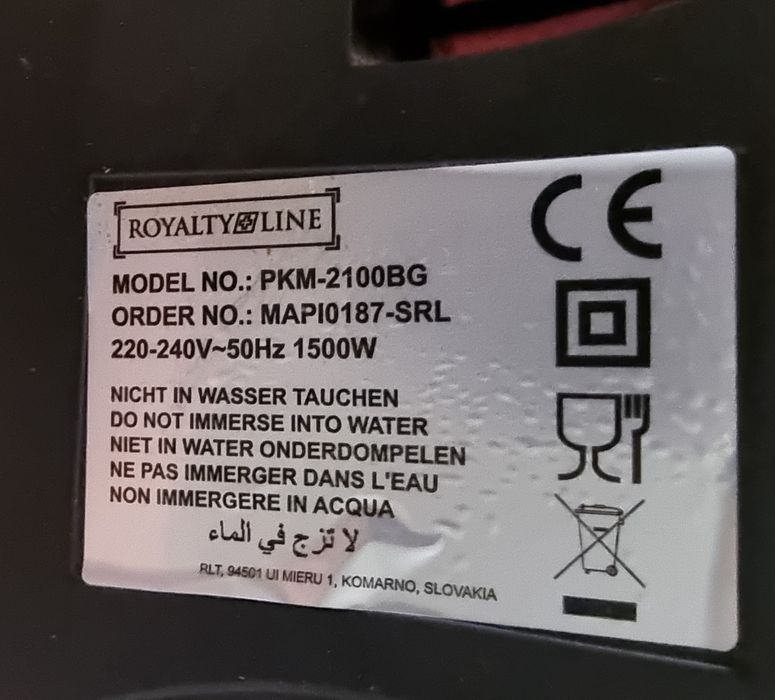 ROYALTY LINE
MODEL NO.: PKM-2100BG
ORDER NO.: MAPI0187-SRL
220-240V~50Hz 1500W
NICHT IN WASSER TAUCHEN
DO NOT IMMERSE INTO WATER
NIET IN WATER ONDERDOMPELEN
NE PAS IMMERGER DANS L'EAU
NON IMMERGERE IN ACQUA
لا تزج في الماء
RLT, 94501 UI MIERU 1, KOMARNO, SLOVAKIA
CE